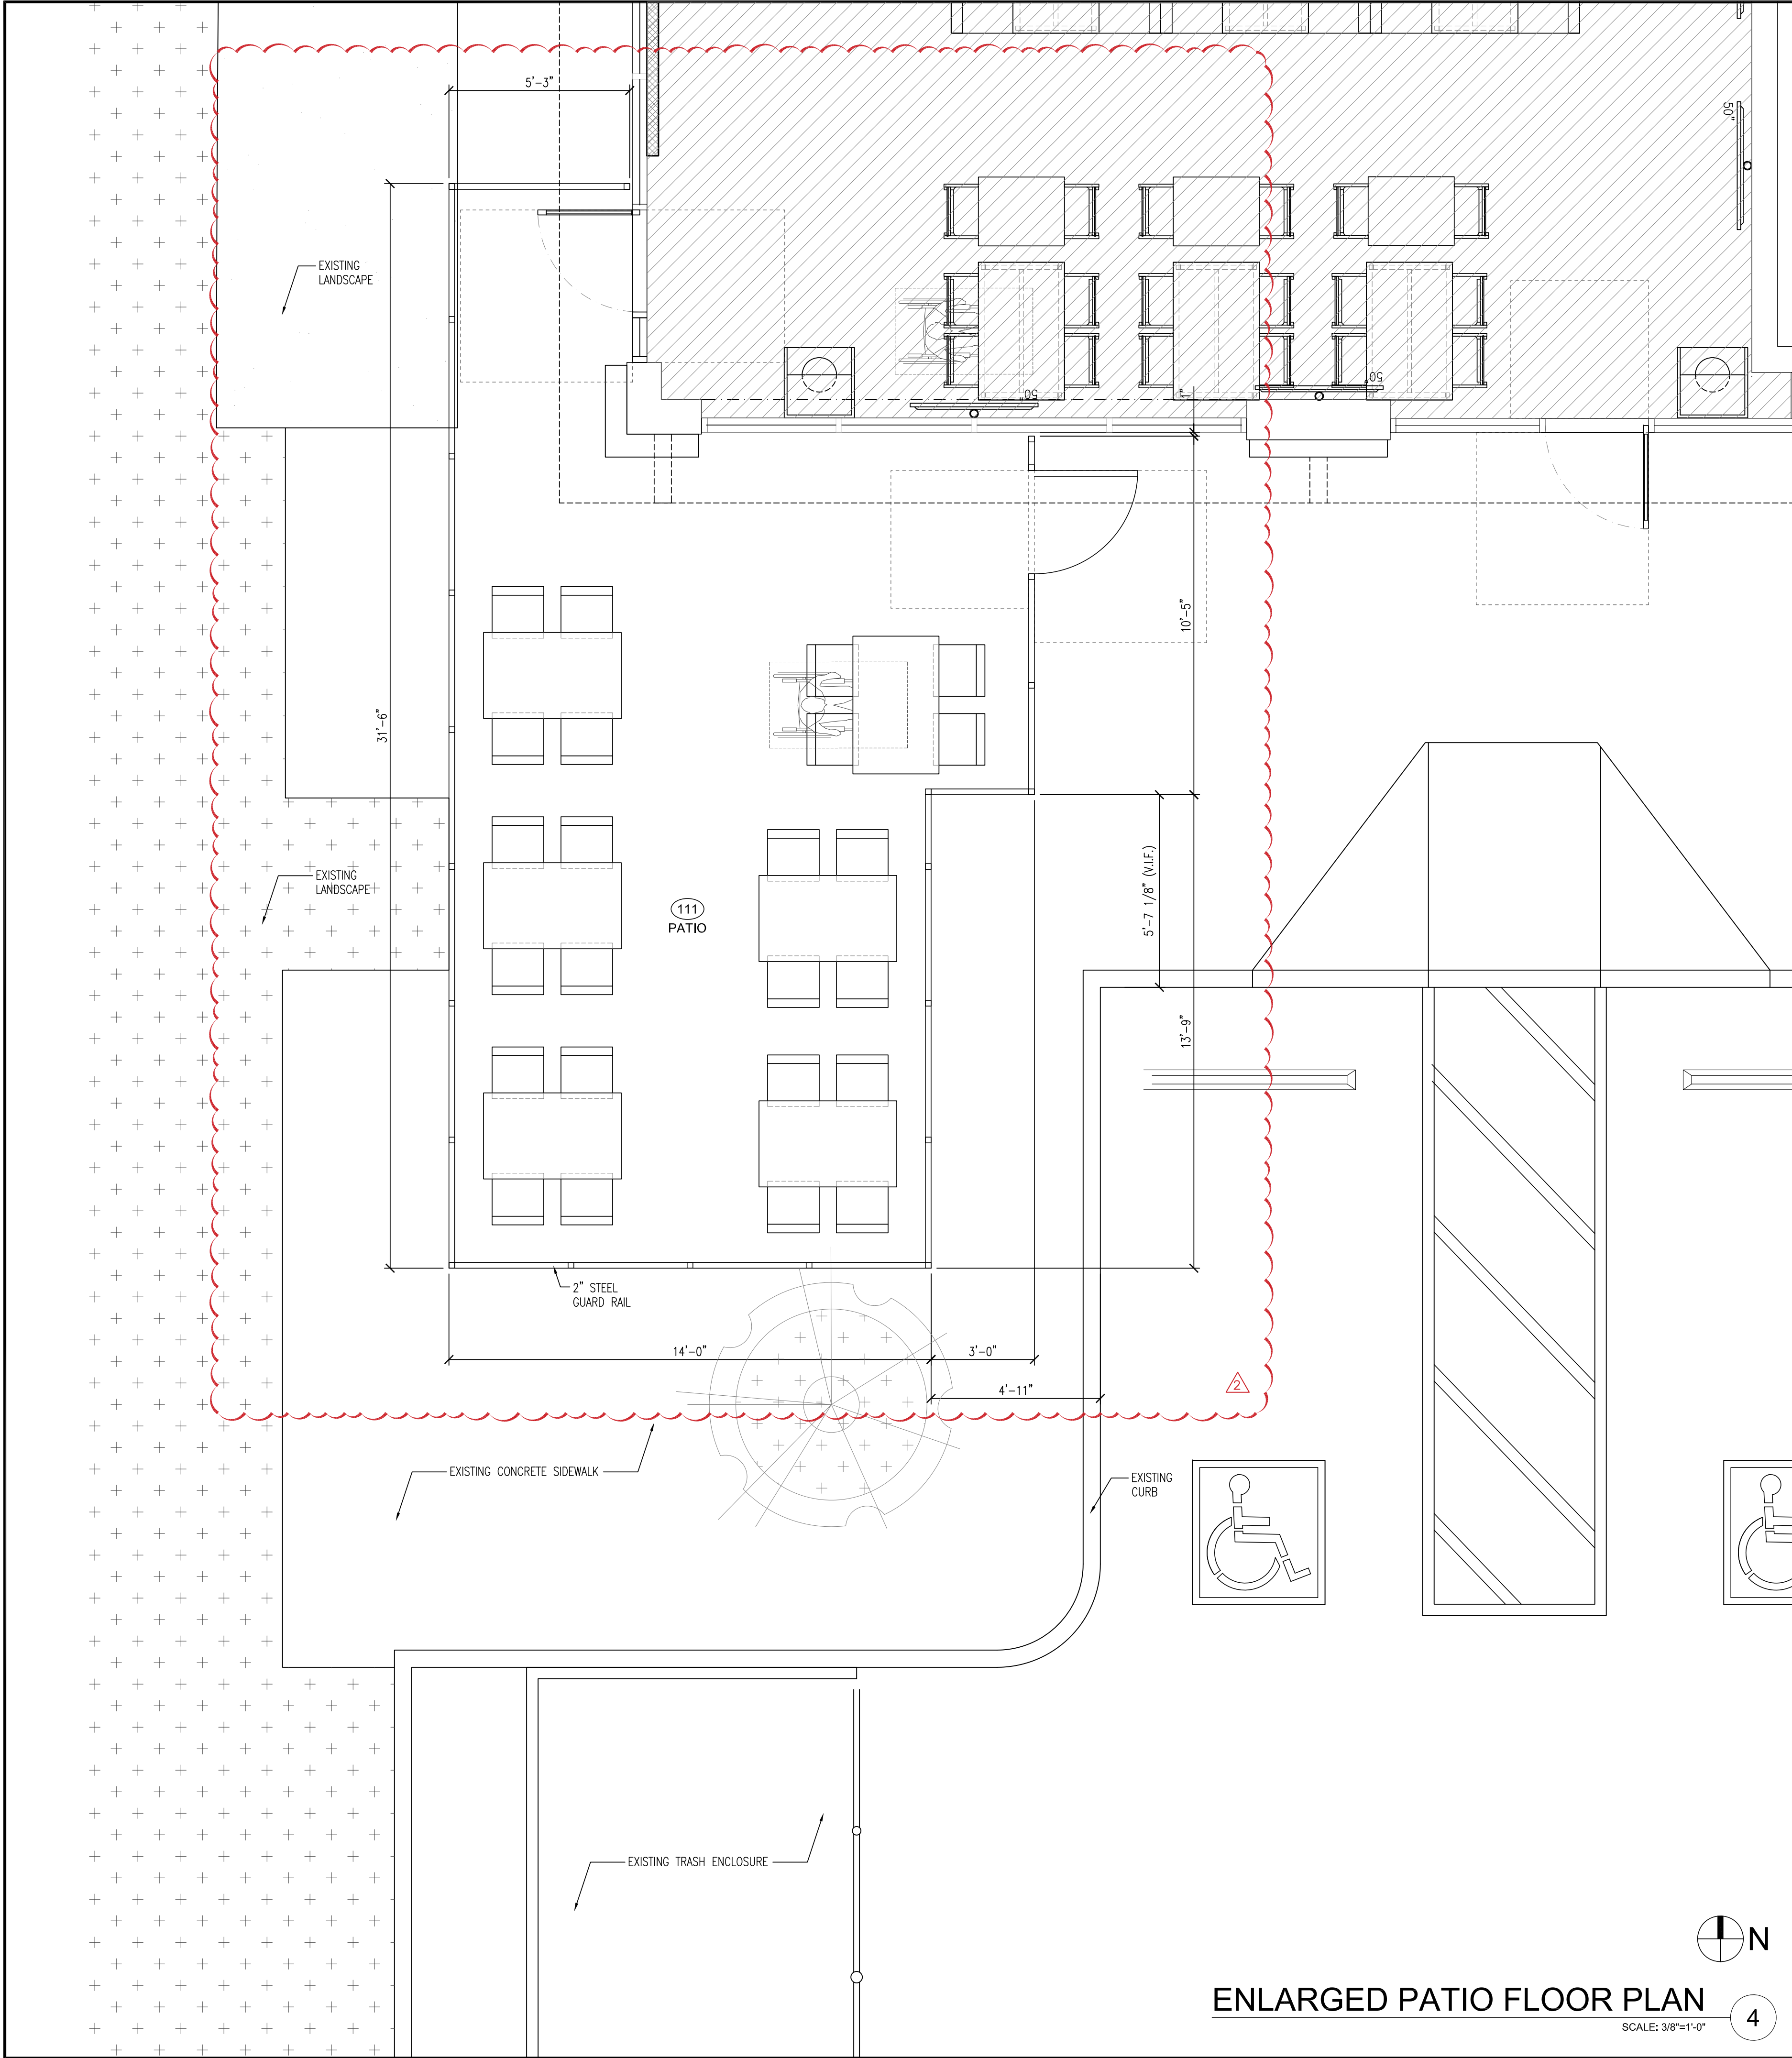 5'-3"
50"
EXISTING
LANDSCAPE
50"
50"
1"
10'-5"
31'-6"
5'-7 1/8" (V.I.F.)
EXISTING
LANDSCAPE
111
PATIO
13'-9"
2" STEEL
GUARD RAIL
14'-0"
3'-0"
4'-11"
2
EXISTING CONCRETE SIDEWALK
EXISTING
CURB
EXISTING TRASH ENCLOSURE
N
ENLARGED PATIO FLOOR PLAN
4
SCALE: 3/8"=1'-0"